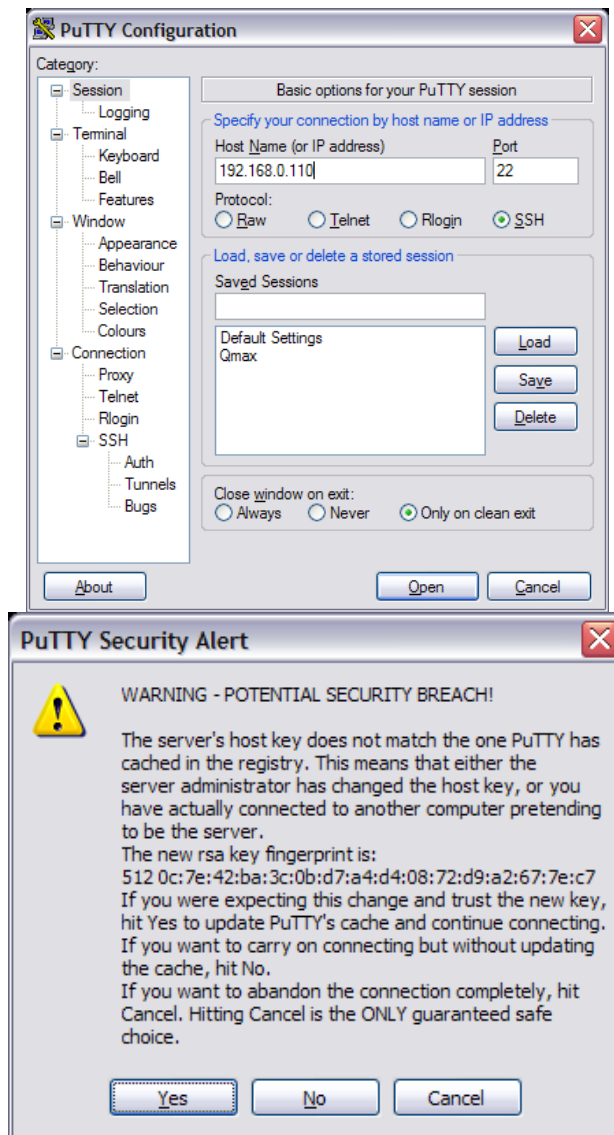 PuTTY Configuration
Category:
Session
Logging
Terminal
Keyboard
Bell
Features
Window
Appearance
Behaviour
Translation
Selection
Colours
Connection
Proxy
Telnet
Rlogin
SSH
Auth
Tunnels
Bugs
Basic options for your PuTTY session
Specify your connection by host name or IP address
Host Name (or IP address) Port
192.168.0.110 22
Protocol:
Raw Telnet Rlogin SSH
Load, save or delete a stored session
Saved Sessions
Default Settings
Qmax
Load
Save
Delete
Close window on exit:
Always Never Only on clean exit
About Open Cancel
PuTTY Security Alert
WARNING - POTENTIAL SECURITY BREACH!
The server's host key does not match the one PuTTY has
cached in the registry. This means that either the
server administrator has changed the host key, or you
have actually connected to another computer pretending
to be the server.
The new rsa key fingerprint is:
512 0c:7e:42:ba:3c:0b:d7:a4:d4:08:72:d9:a2:67:7e:c7
If you were expecting this change and trust the new key,
hit Yes to update PuTTY's cache and continue connecting.
If you want to carry on connecting but without updating
the cache, hit No.
If you want to abandon the connection completely, hit
Cancel. Hitting Cancel is the ONLY guaranteed safe
choice.
Yes No Cancel